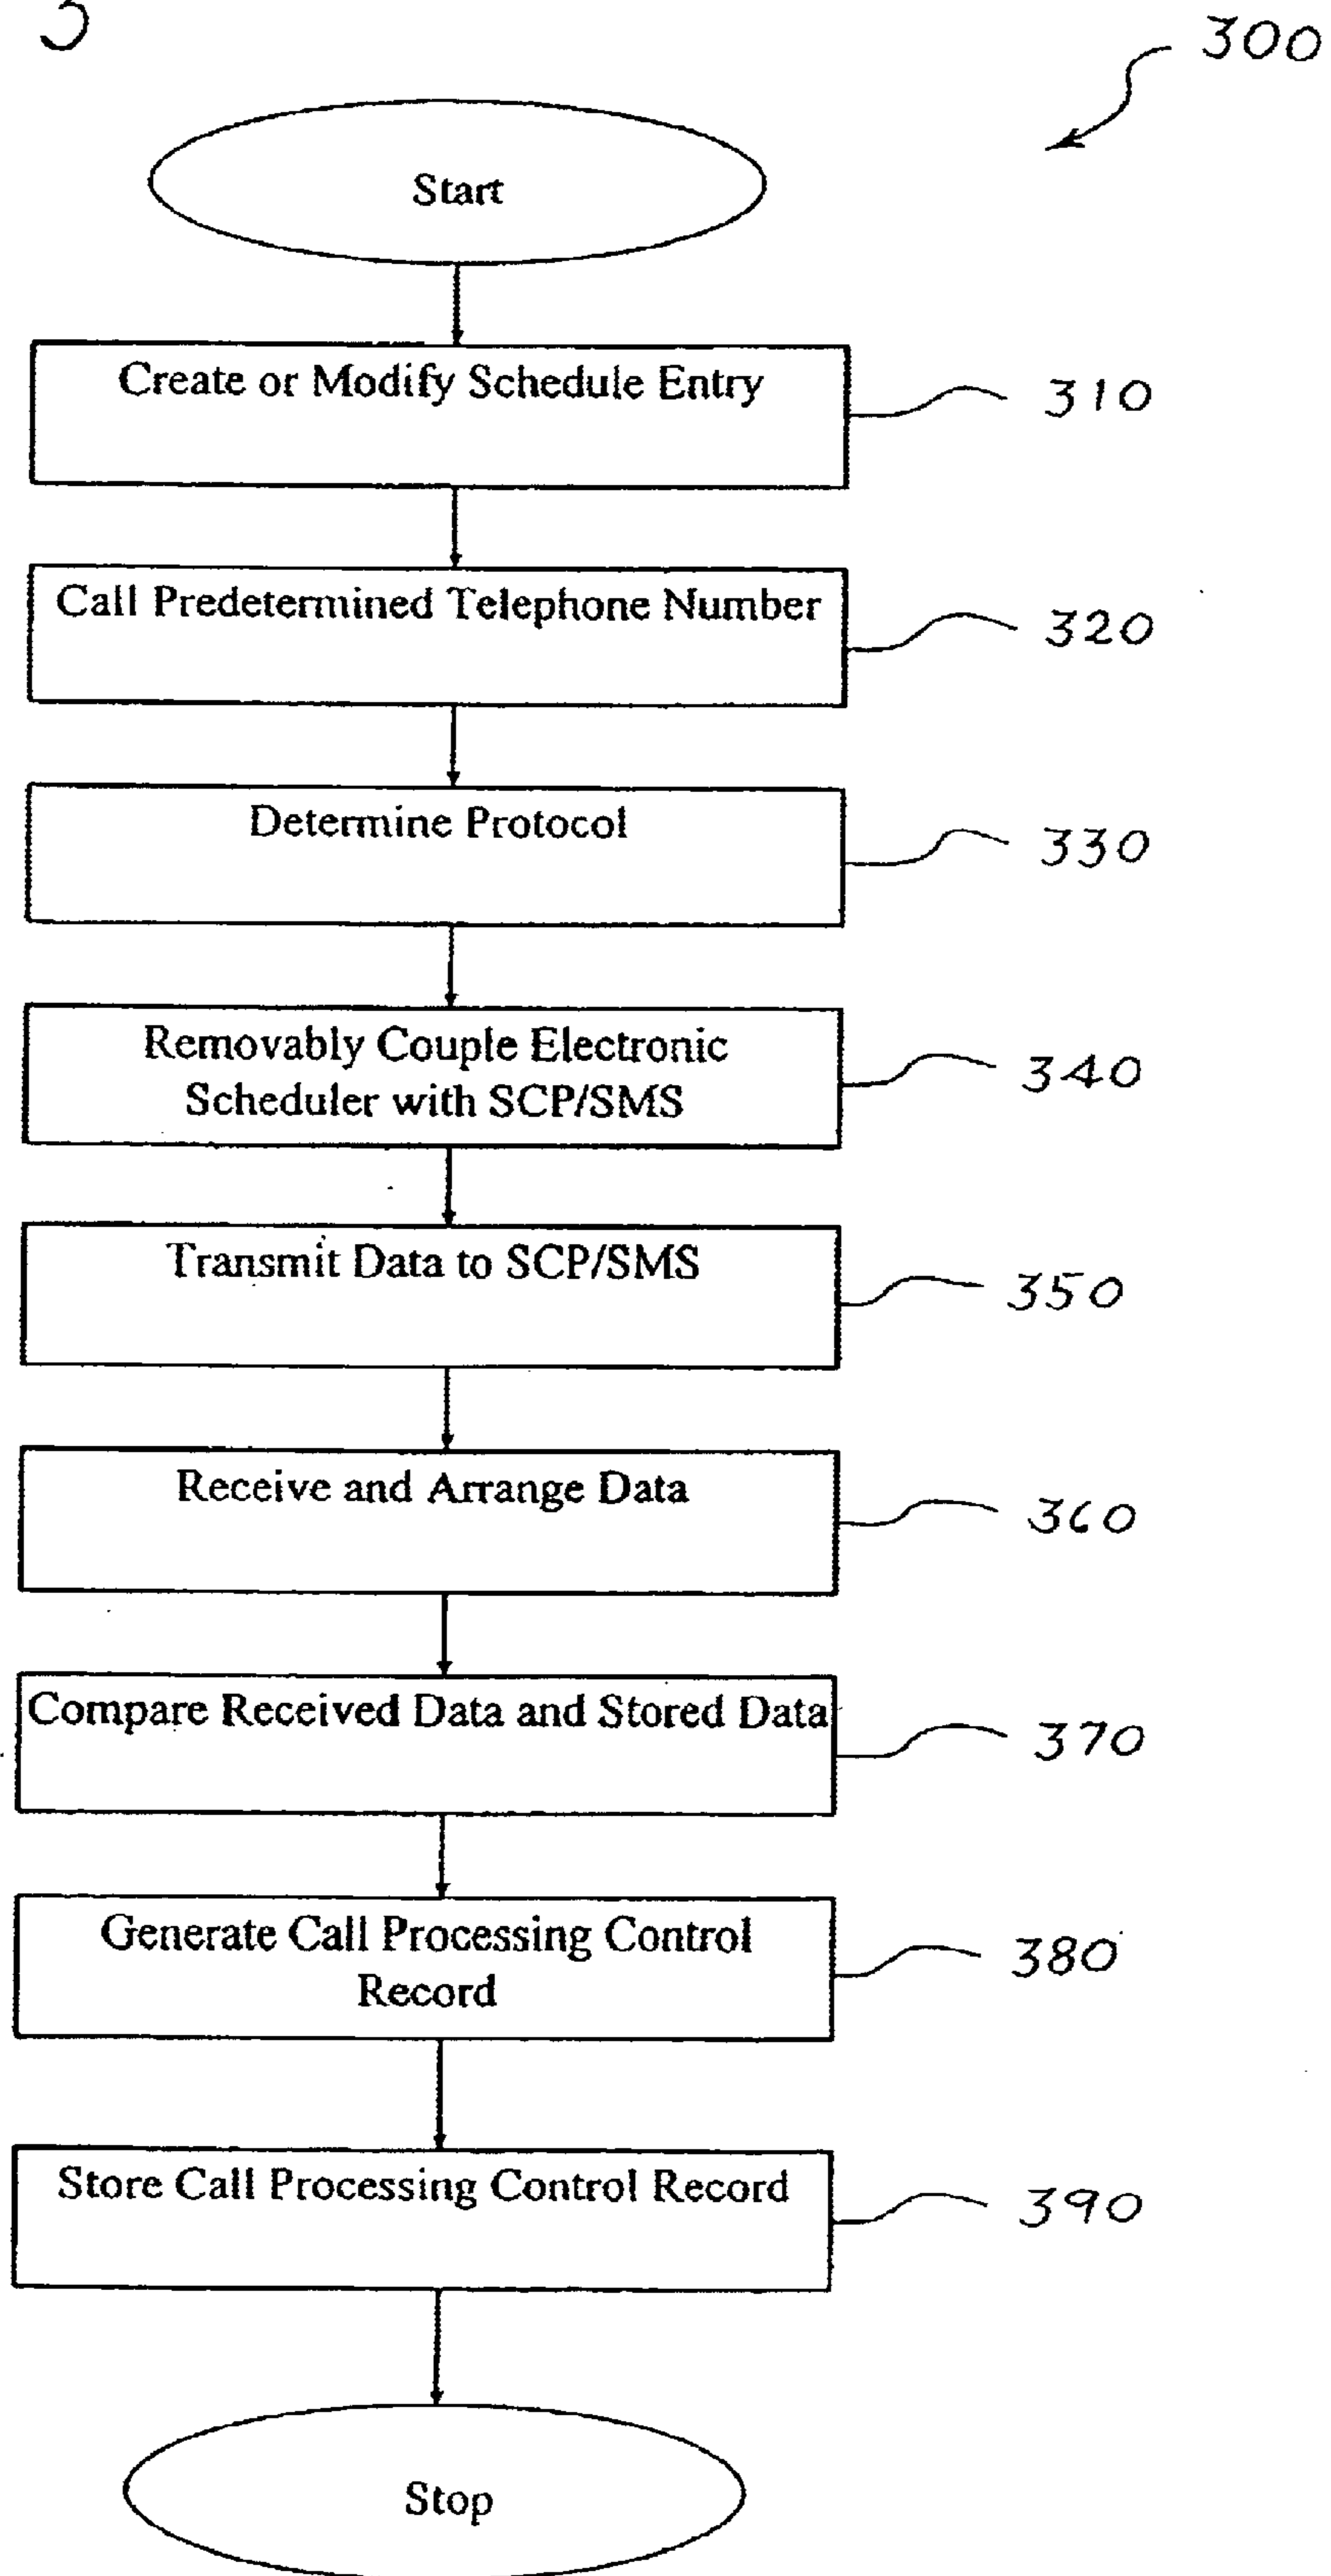 300
Start
Create or Modify Schedule Entry
310
Call Predetermined Telephone Number
320
Determine Protocol
330
Removably Couple Electronic
Scheduler with SCP/SMS
340
Transmit Data to SCP/SMS
350
Receive and Arrange Data
360
Compare Received Data and Stored Data
370
Generate Call Processing Control
Record
380
Store Call Processing Control Record
390
Stop